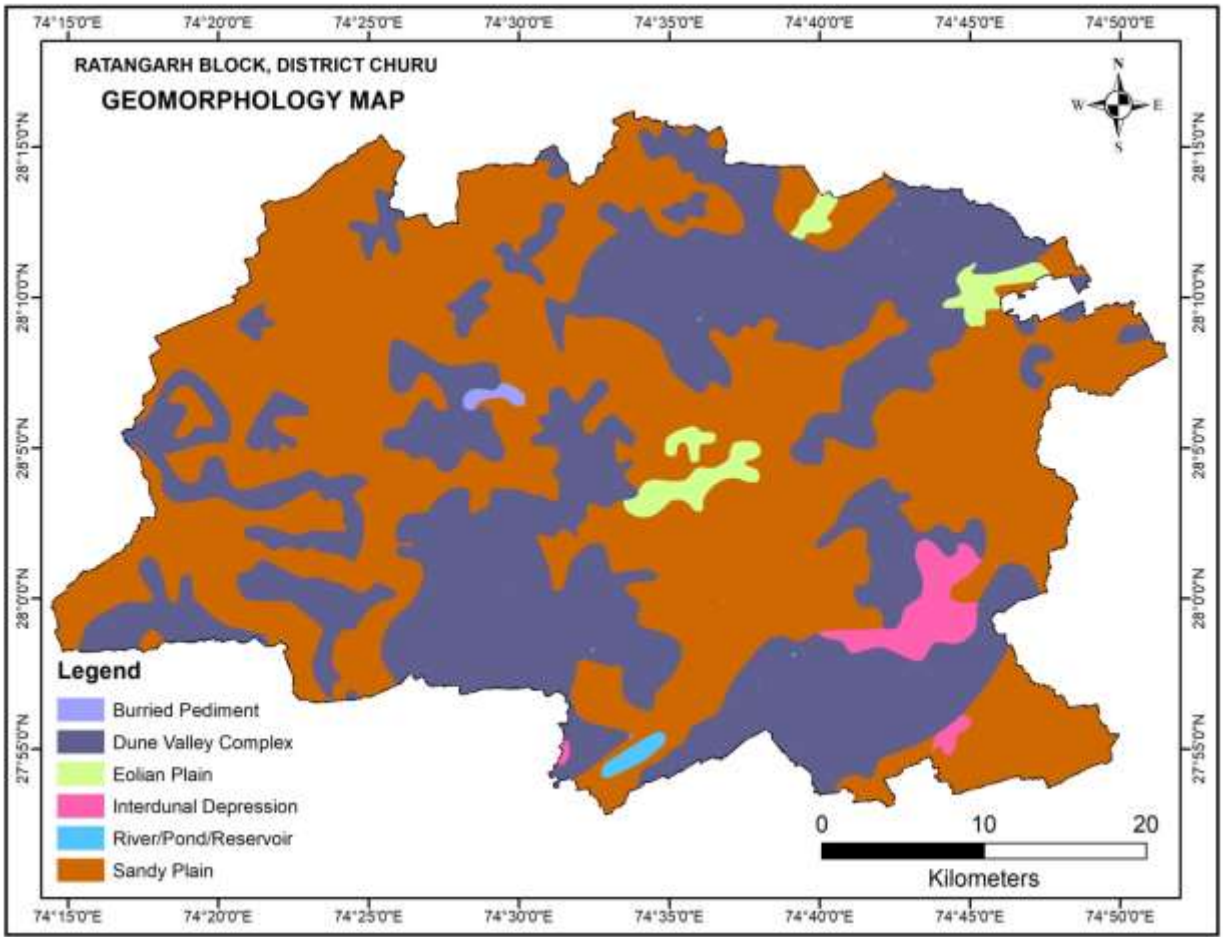 74°15'0"E 74°20'0"E 74°25'0"E 74°30'0"E 74°35'0"E 74°40'0"E 74°45'0"E 74°50'0"E
RATANGARH BLOCK, DISTRICT CHURU
GEOMORPHOLOGY MAP
N
W E
S
28°15'0"N 28°15'0"N
28°10'0"N 28°10'0"N
28°5'0"N 28°5'0"N
28°0'0"N 28°0'0"N
27°55'0"N 27°55'0"N
Legend
Burried Pediment
Dune Valley Complex
Eolian Plain
Interdunal Depression
River/Pond/Reservoir
Sandy Plain
0 10 20
Kilometers
74°15'0"E 74°20'0"E 74°25'0"E 74°30'0"E 74°35'0"E 74°40'0"E 74°45'0"E 74°50'0"E